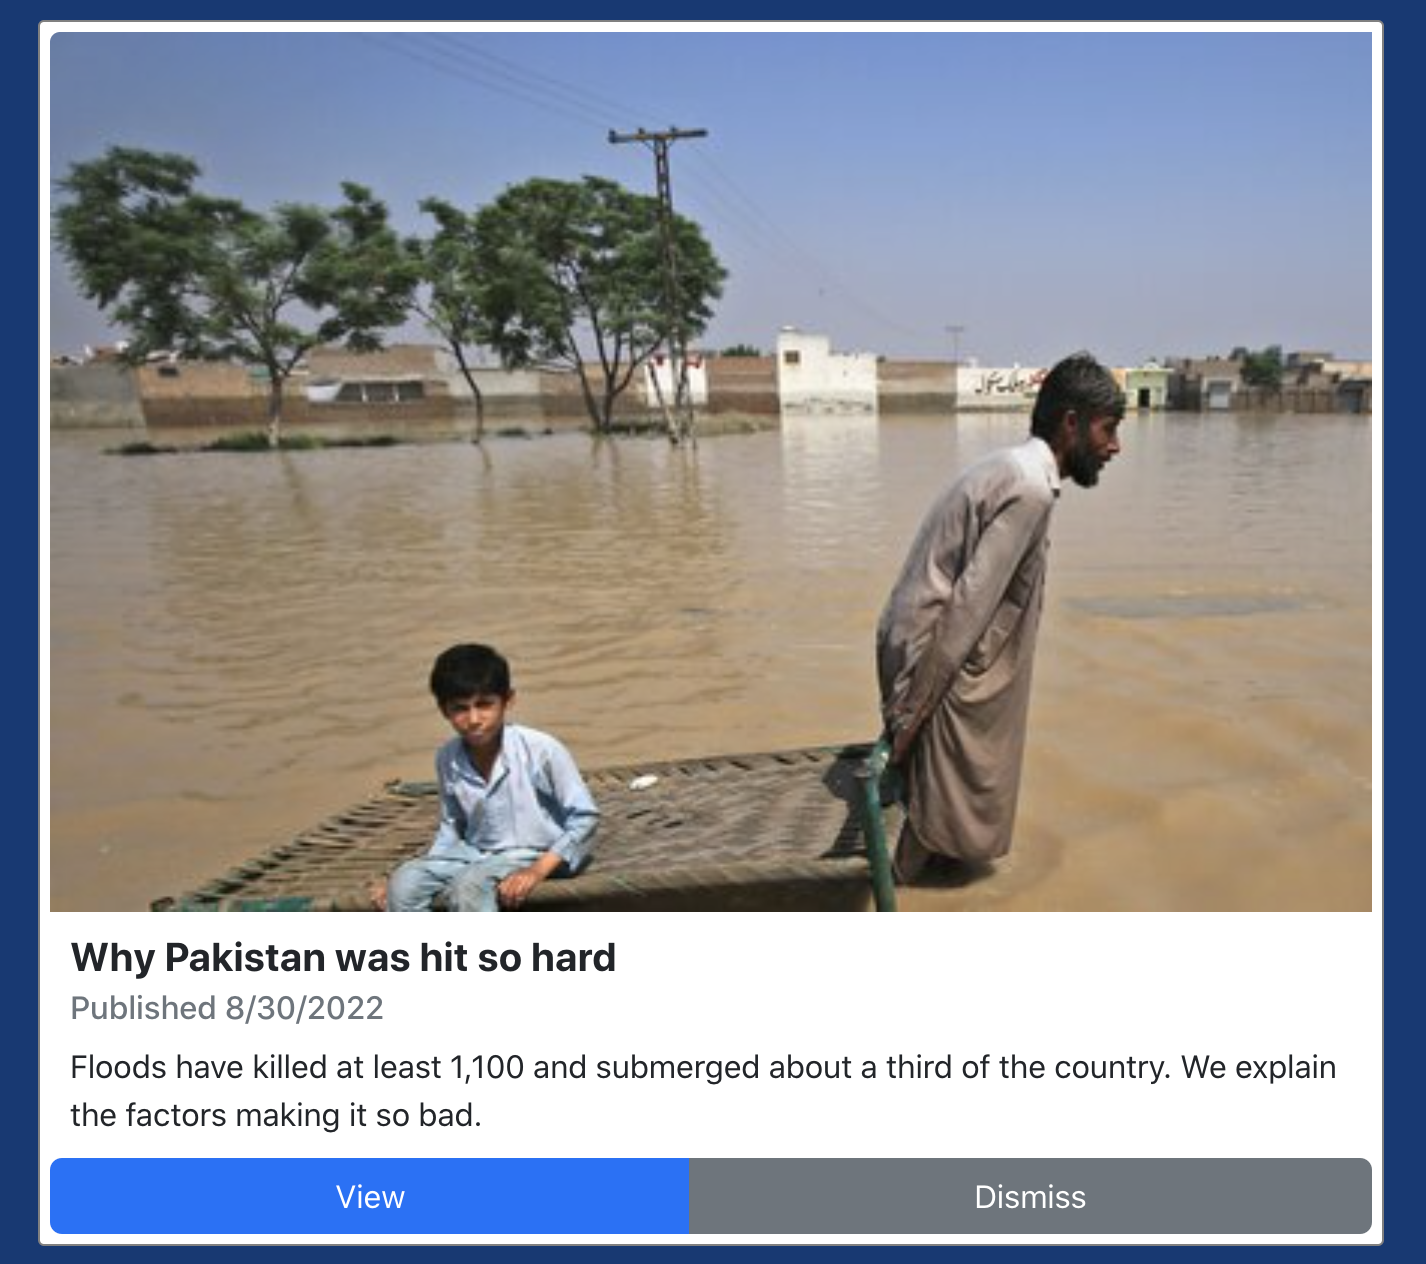 Why Pakistan was hit so hard
Published 8/30/2022
Floods have killed at least 1,100 and submerged about a third of the country. We explain
the factors making it so bad.
View
Dismiss